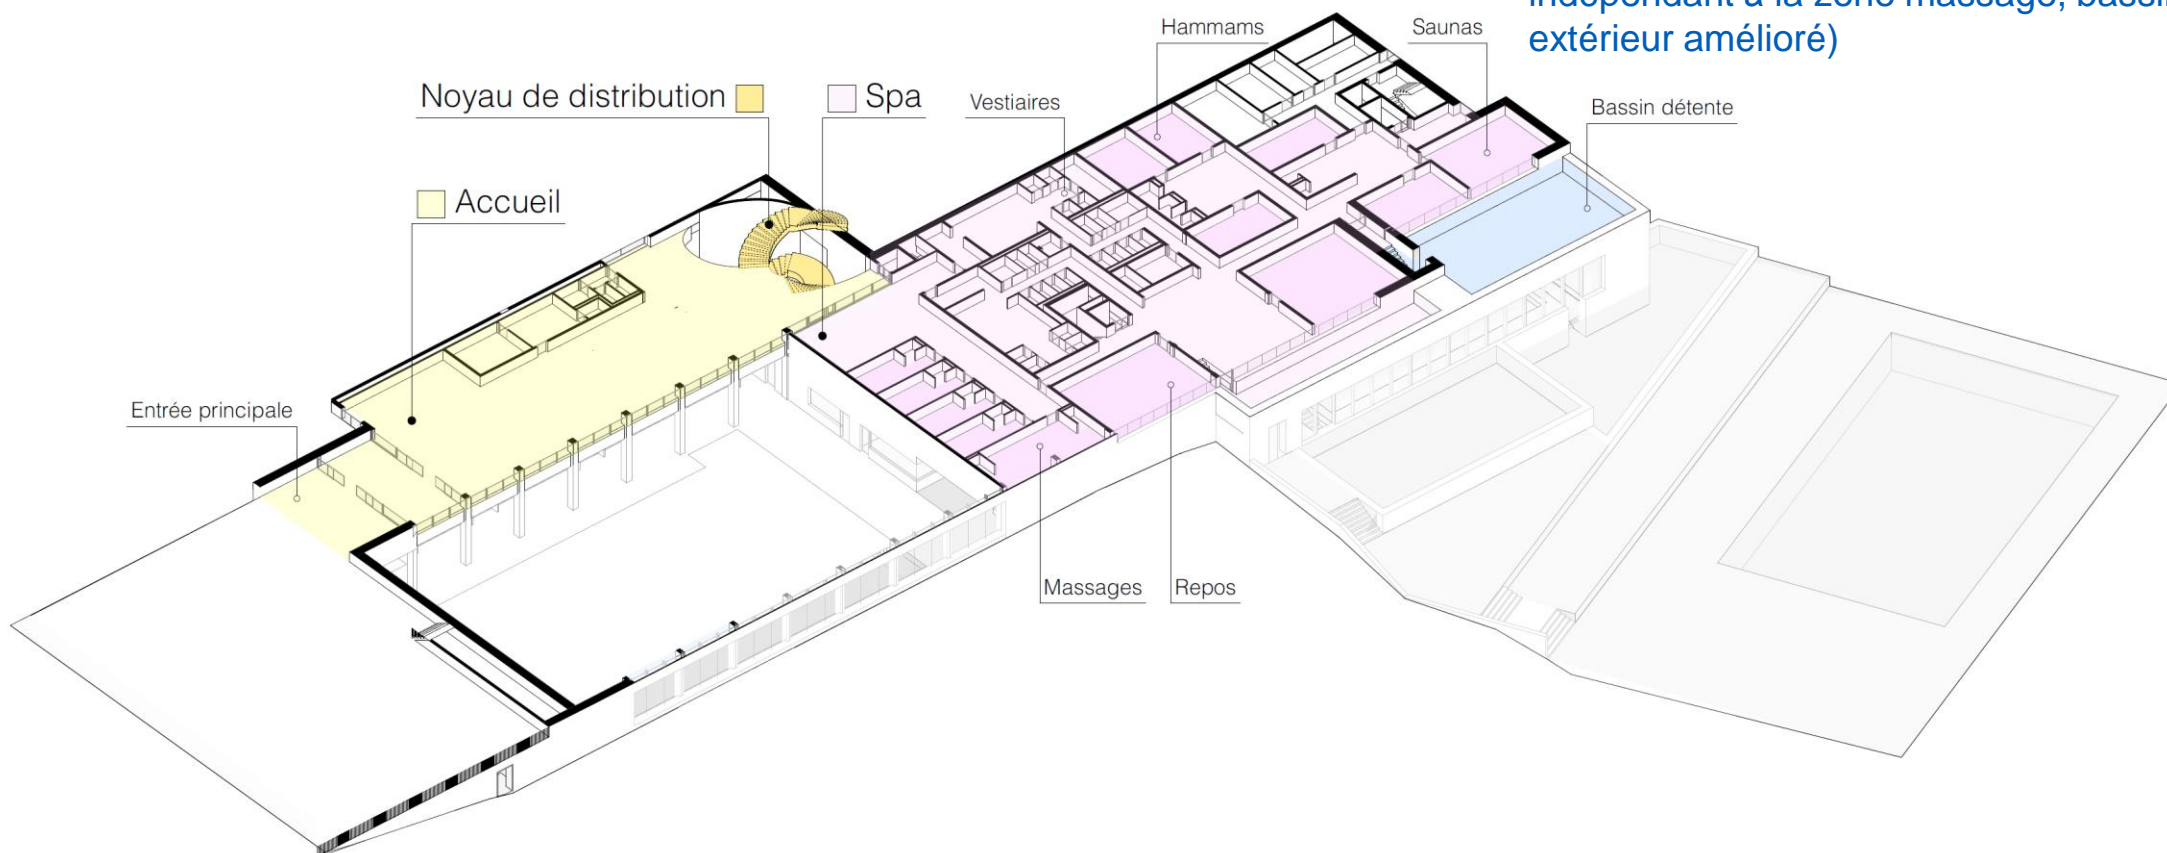 extérieur amélioré)
Hammams
Saunas
Noyau de distribution
Spa
Vestiaires
Bassin détente
Accueil
Entrée principale
Massages
Repos